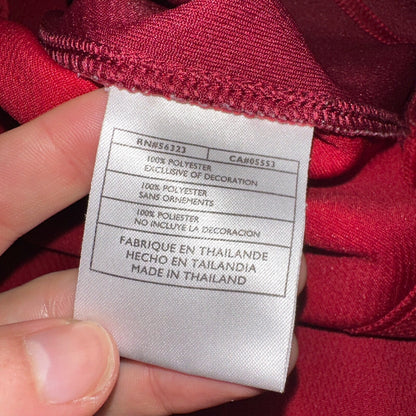 RN#56323 CA#05553
100% POLYESTER
EXCLUSIVE OF DECORATION
100% POLYESTER
SANS ORNEMENTS
100% POLIESTER
NO INCLUYE LA DECORACION
FABRIQUE EN THAILANDE
HECHO EN TAILANDIA
MADE IN THAILAND